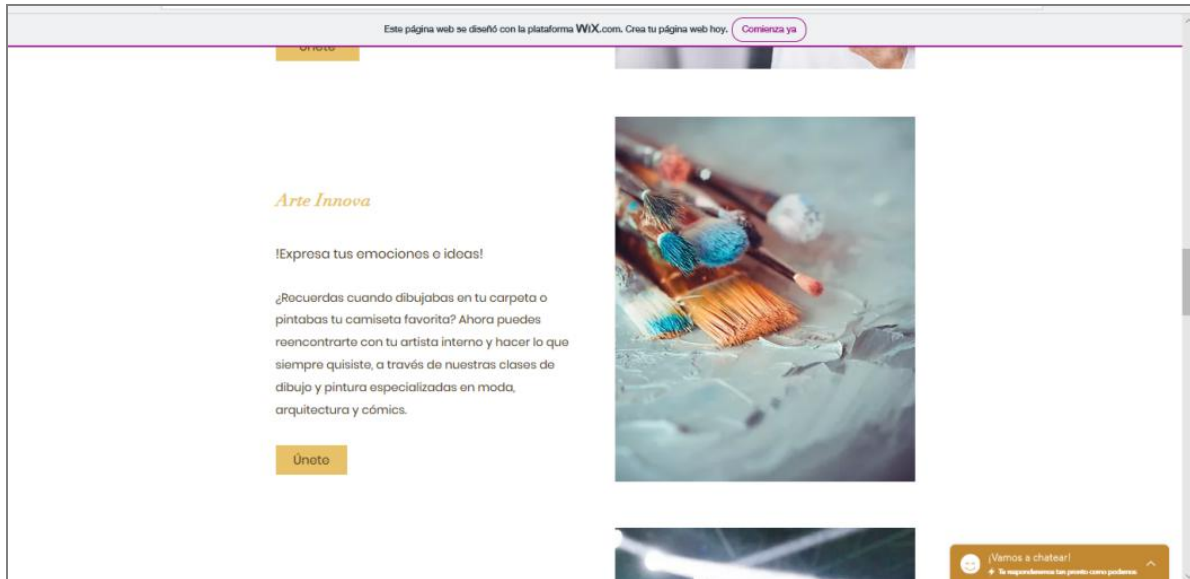 Este página web se diseñó con la plataforma WiX.com. Crea tu página web hoy. Comienza ya
Únete
Arte Innova
!Expresa tus emociones e ideas!
¿Recuerdas cuando dibujabas en tu carpeta o
pintabas tu camiseta favorita? Ahora puedes
reencontrarte con tu artista interno y hacer lo que
siempre quisiste, a través de nuestras clases de
dibujo y pintura especializadas en moda,
arquitectura y cómics.
Únete
¡Vamos a chatear!
Te responderemos tan pronto como podamos